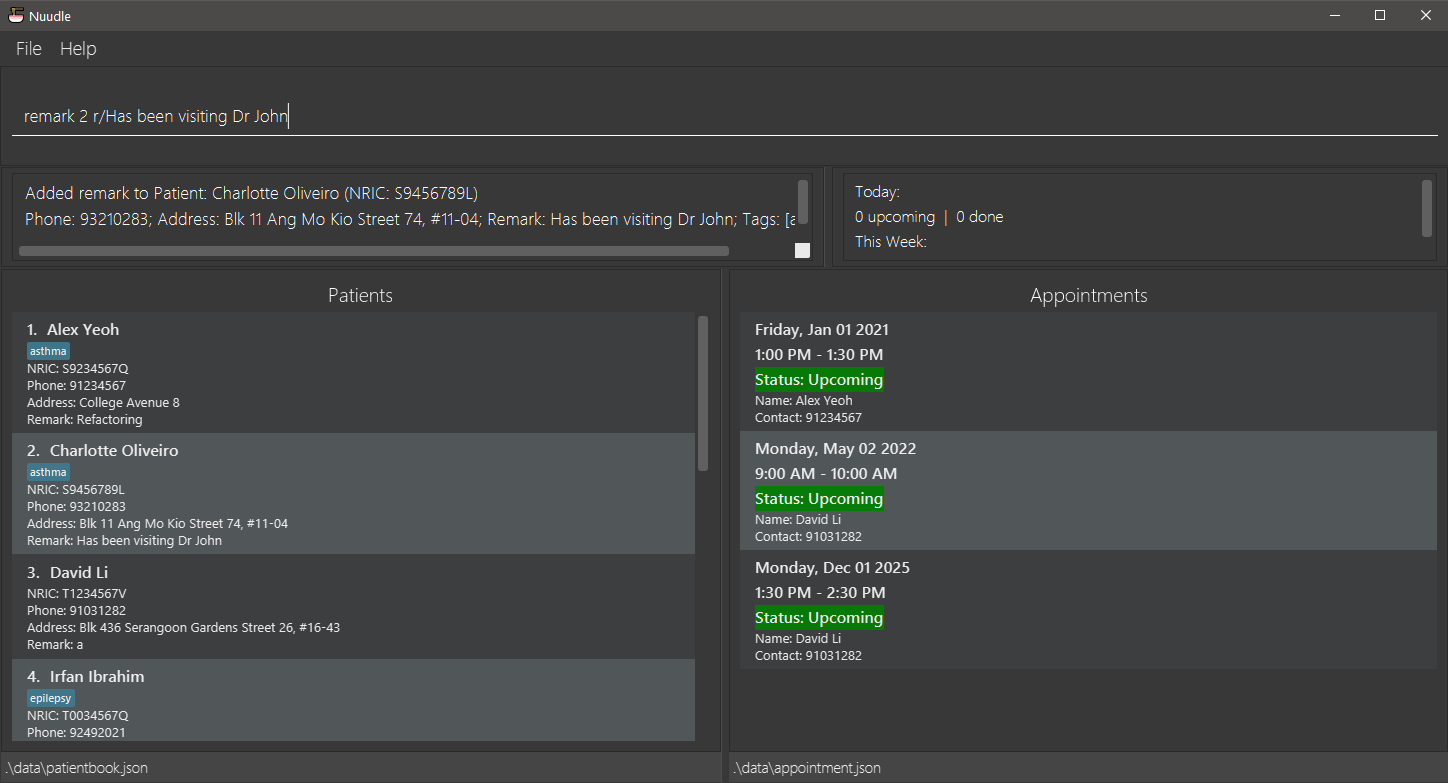 Nuudle
File Help
remark 2 r/Has been visiting Dr John
Added remark to Patient: Charlotte Oliveiro (NRIC: S9456789L)
Phone: 93210283; Address: Blk 11 Ang Mo Kio Street 74, #11-04; Remark: Has been visiting Dr John; Tags: [a
Today:
0 upcoming | 0 done
This Week:
Patients
1. Alex Yeoh
asthma
NRIC: S9234567Q
Phone: 91234567
Address: College Avenue 8
Remark: Refactoring
2. Charlotte Oliveiro
asthma
NRIC: S9456789L
Phone: 93210283
Address: Blk 11 Ang Mo Kio Street 74, #11-04
Remark: Has been visiting Dr John
3. David Li
NRIC: T1234567V
Phone: 91031282
Address: Blk 436 Serangoon Gardens Street 26, #16-43
Remark: a
4. Irfan Ibrahim
epilepsy
NRIC: T0034567Q
Phone: 92492021
Appointments
Friday, Jan 01 2021
1:00 PM - 1:30 PM
Status: Upcoming
Name: Alex Yeoh
Contact: 91234567
Monday, May 02 2022
9:00 AM - 10:00 AM
Status: Upcoming
Name: David Li
Contact: 91031282
Monday, Dec 01 2025
1:30 PM - 2:30 PM
Status: Upcoming
Name: David Li
Contact: 91031282
.\data\patientbook.json
.\data\appointment.json